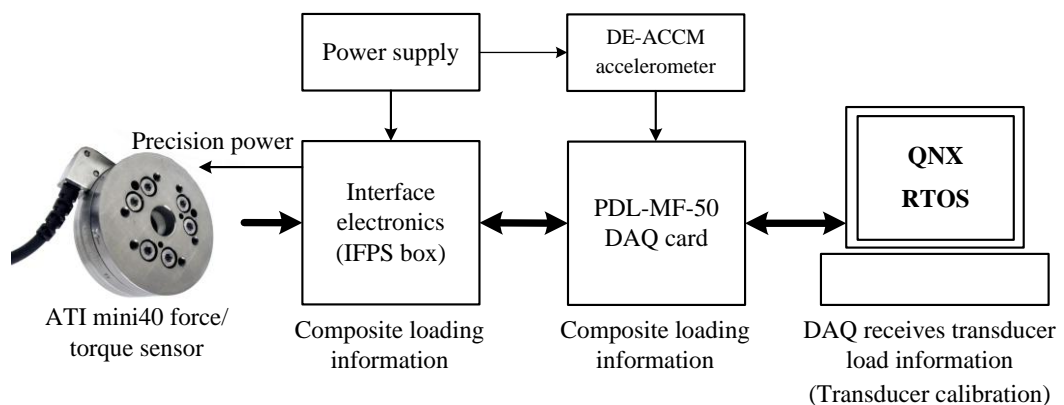 Power supply
DE-ACCM
accelerometer
Precision power
Interface
electronics
(IFPS box)
PDL-MF-50
DAQ card
QNX
RTOS
ATI mini40 force/
torque sensor
Composite loading
information
Composite loading
information
DAQ receives transducer
load information
(Transducer calibration)